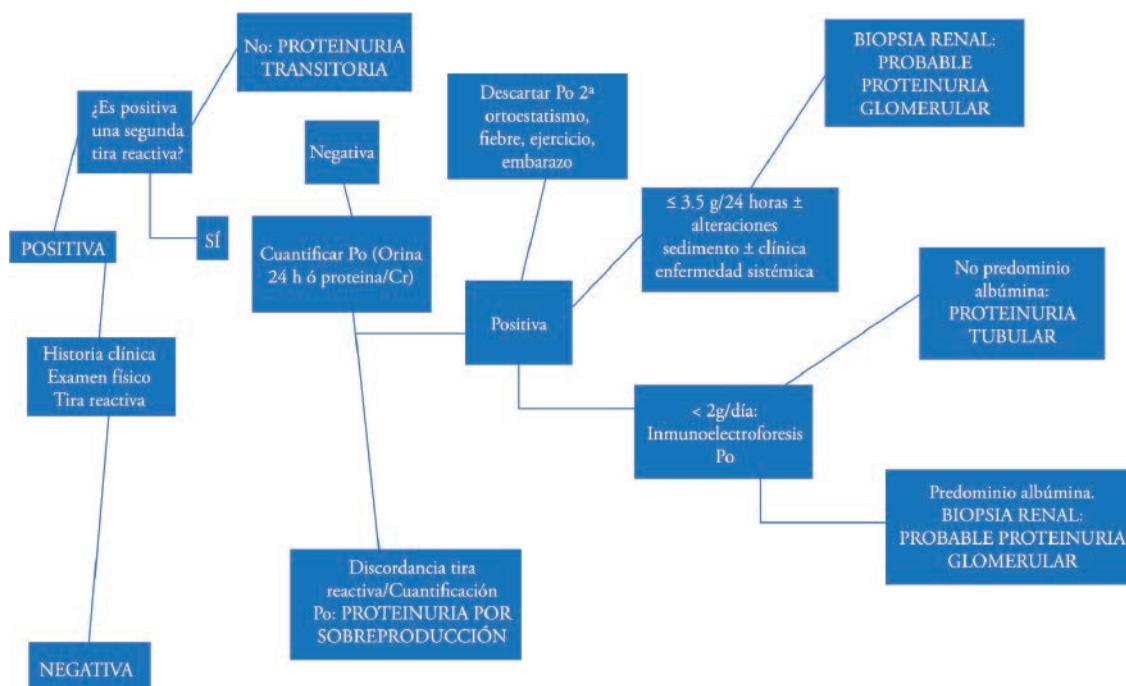 No: PROTEINURIA
TRANSITORIA
¿Es positiva
una segunda
tira reactiva?
SÍ
POSITIVA
Historia clínica
Examen físico
Tira reactiva
NEGATIVA
Negativa
Cuantificar Po (Orina
24 h ó proteina/Cr)
Discordancia tira
reactiva/Cuantificación
Po: PROTEINURIA POR
SOBREPRODUCCIÓN
Descartar Po 2ª
ortoestatismo,
fiebre, ejercicio,
embarazo
Positiva
BIOPSIA RENAL:
PROBABLE
PROTEINURIA
GLOMERULAR
≤ 3.5 g/24 horas ±
alteraciones
sedimento ± clínica
enfermedad sistémica
No predominio
albúmina:
PROTEINURIA
TUBULAR
< 2g/día:
Inmunoelectroforesis
Po
Predominio albúmina.
BIOPSIA RENAL:
PROBABLE PROTEINURIA
GLOMERULAR